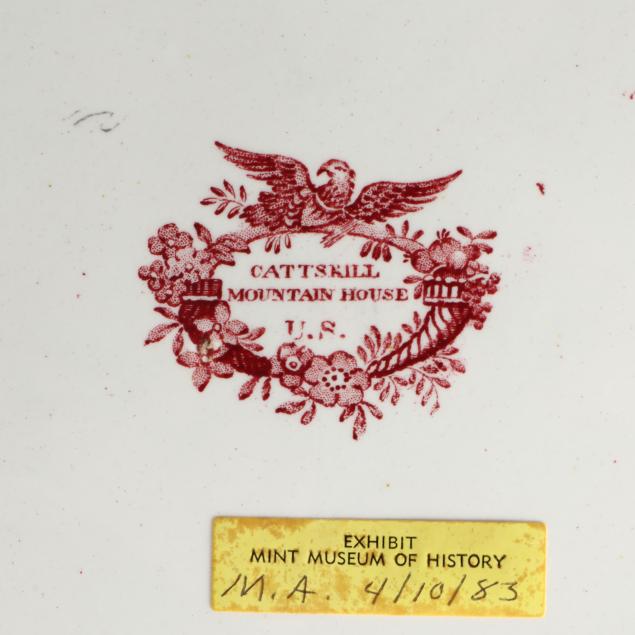 CATTSKILL
MOUNTAIN HOUSE
U.S.
EXHIBIT
MINT MUSEUM OF HISTORY
M.A. 4/10/83